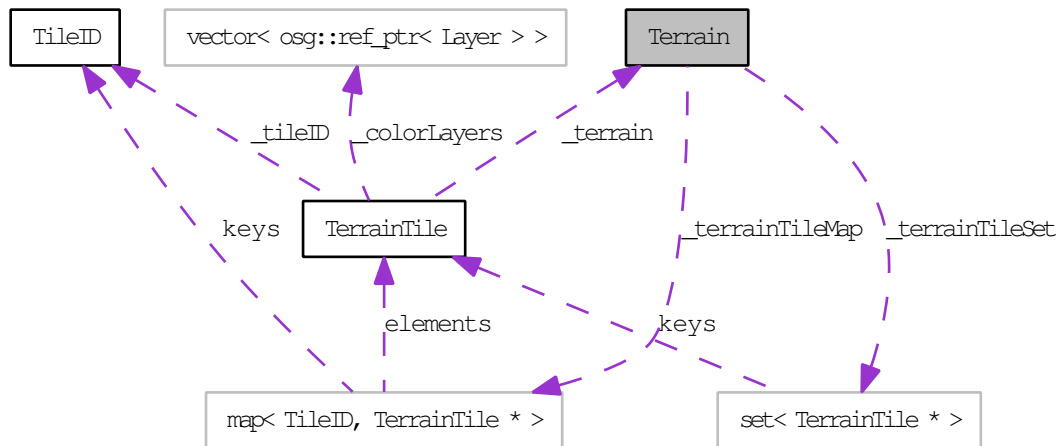 TileID
vector< osg::ref_ptr< Layer > >
Terrain
_tileID
_colorLayers
_terrain
TerrainTile
keys
_terrainTileMap
_terrainTileSet
elements
keys
map< TileID, TerrainTile * >
set< TerrainTile * >